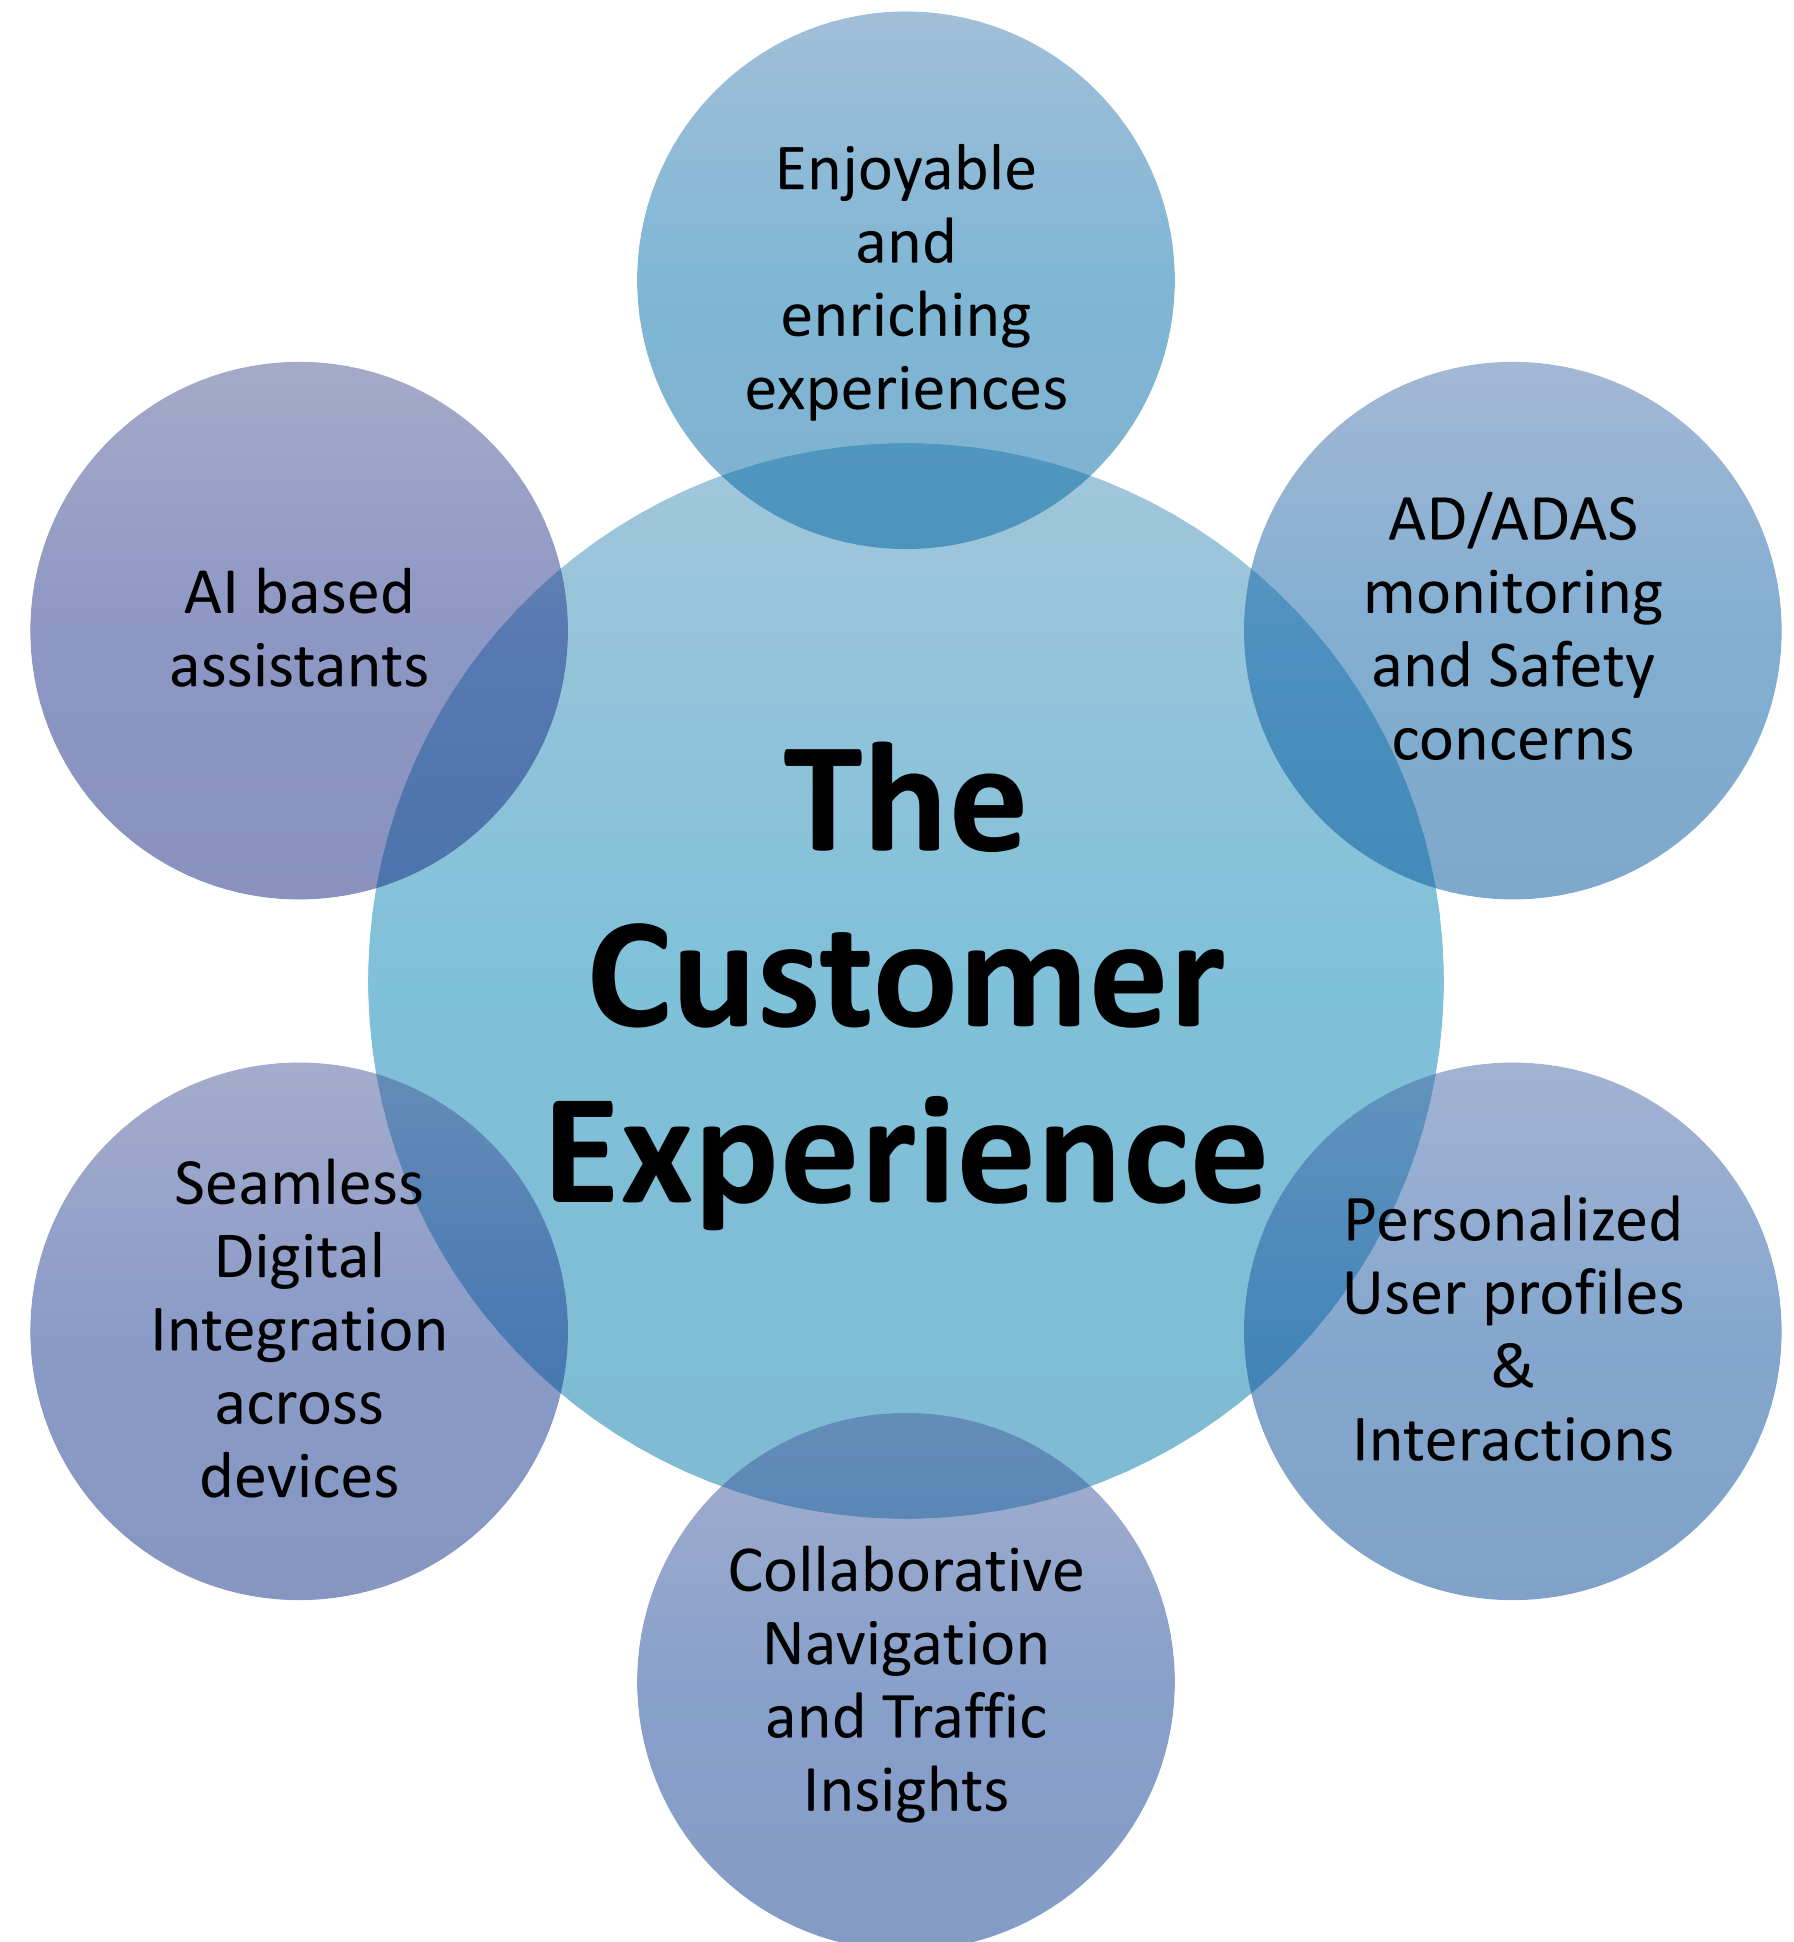 Enjoyable
and
enriching
experiences
AD/ADAS
monitoring
and Safety
concerns
AI based
assistants
The
Customer
Experience
Seamless
Digital
Integration
across
devices
Personalized
User profiles
&
Interactions
Collaborative
Navigation
and Traffic
Insights